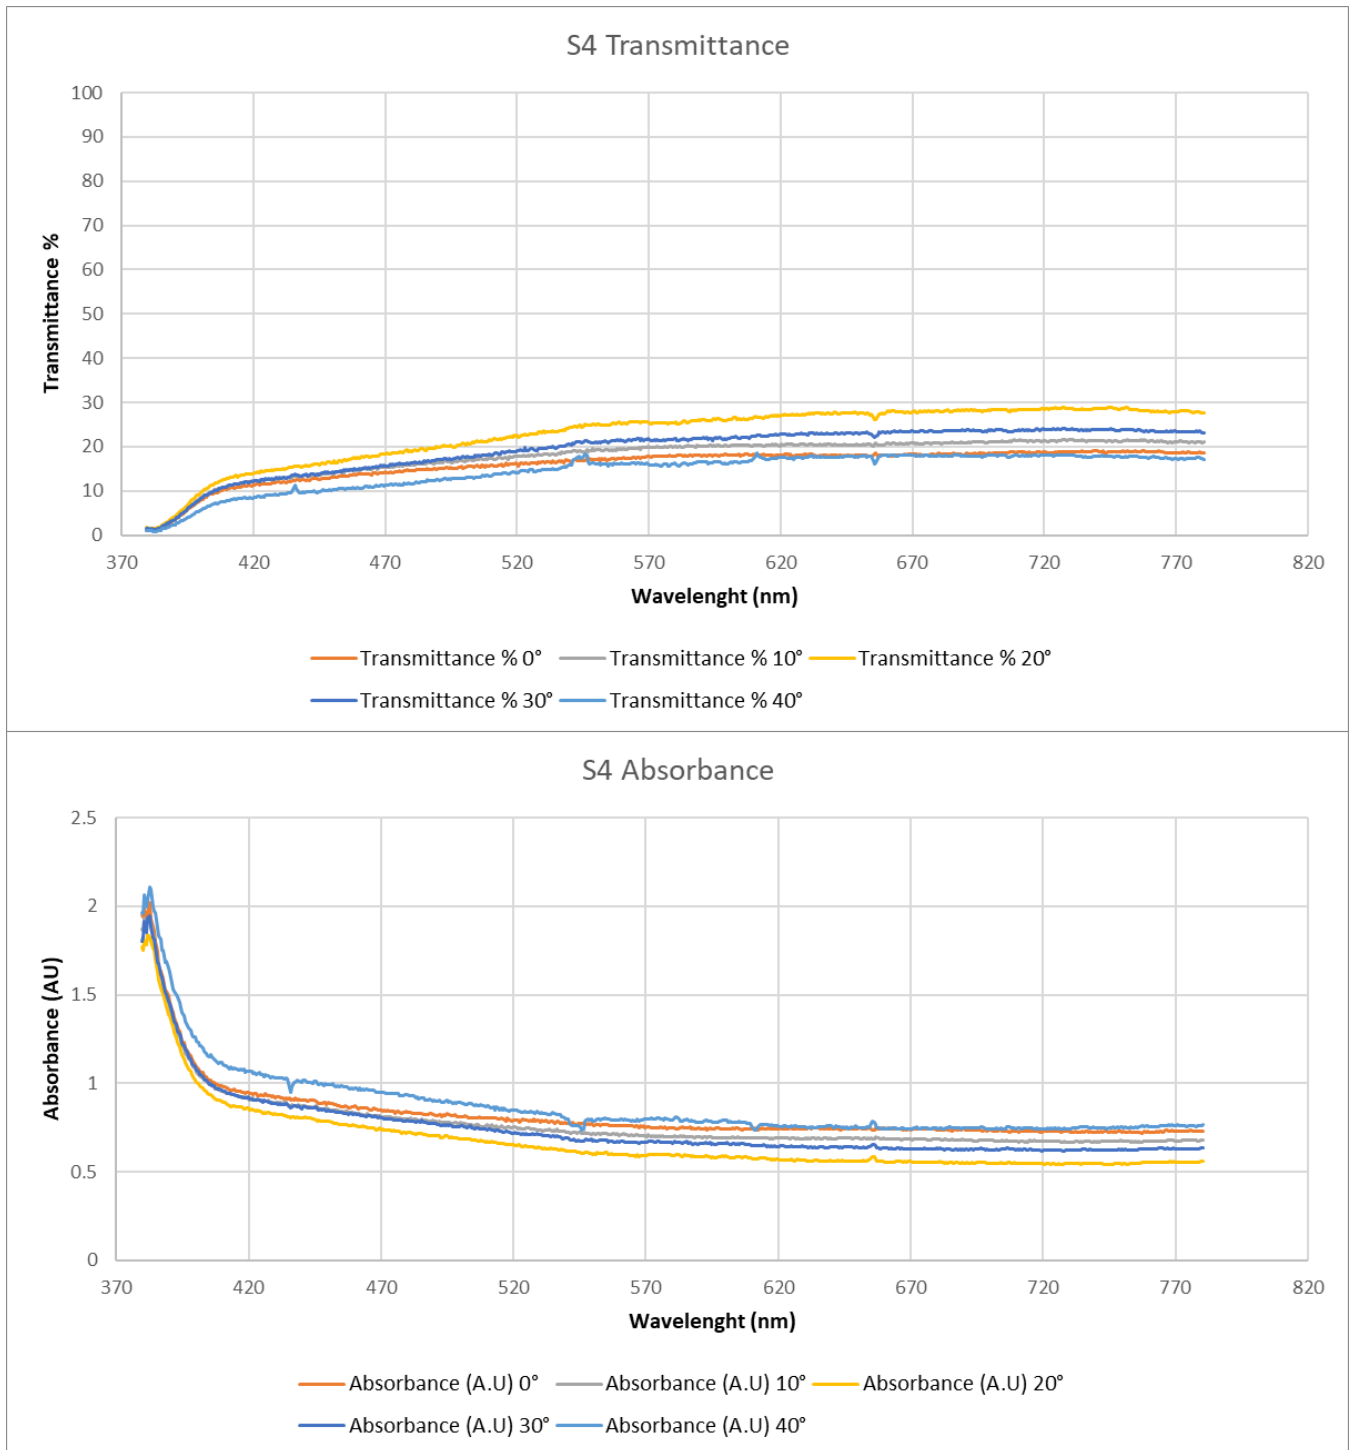 S4 Transmittance
100
90
80
70
60
50
40
30
20
10
0
Transmittance %
370 420 470 520 570 620 670 720 770 820
Wavelenght (nm)
Transmittance % 0° Transmittance % 10° Transmittance % 20°
Transmittance % 30° Transmittance % 40°
S4 Absorbance
2.5
2
1.5
1
0.5
0
Absorbance (AU)
370 420 470 520 570 620 670 720 770 820
Wavelenght (nm)
Absorbance (A.U) 0° Absorbance (A.U) 10° Absorbance (A.U) 20°
Absorbance (A.U) 30° Absorbance (A.U) 40°